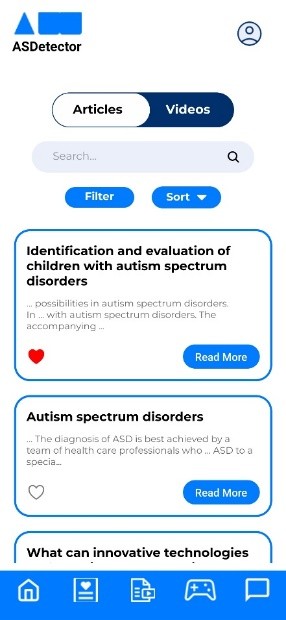 ASDetector
Articles
Videos
Search...
Filter
Sort
Identification and evaluation of
children with autism spectrum
disorders
... possibilities in autism spectrum disorders.
In ... with autism spectrum disorders. The
accompanying ...
Read More
Autism spectrum disorders
... The diagnosis of ASD is best achieved by a
team of health care professionals who ... ASD to a
specia...
Read More
What can innovative technologies